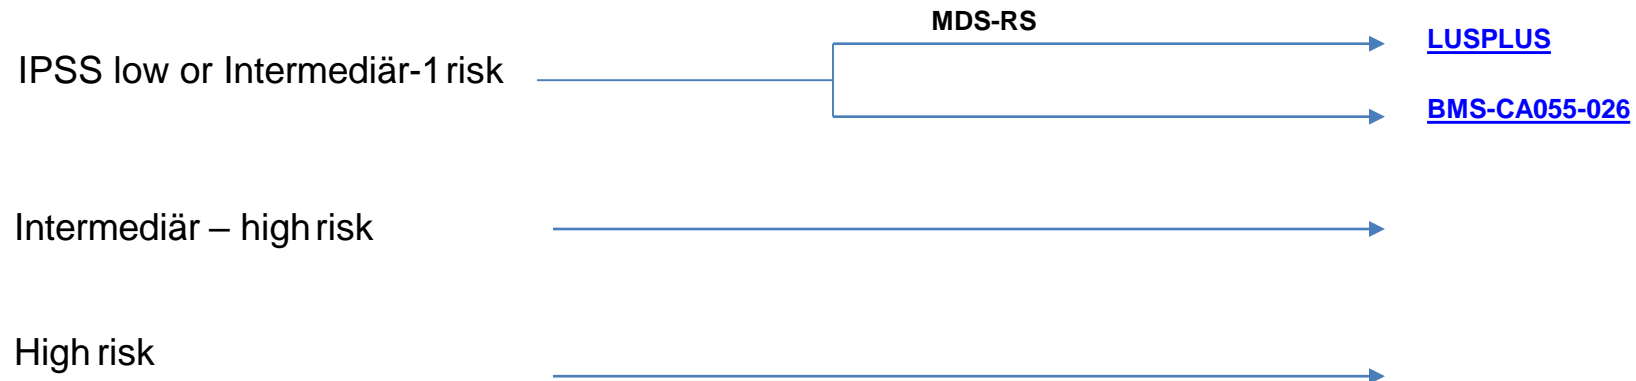 MDS-RS
LUSPLUS
IPSS low or Intermediär-1 risk
BMS-CA055-026
Intermediär – high risk
High risk